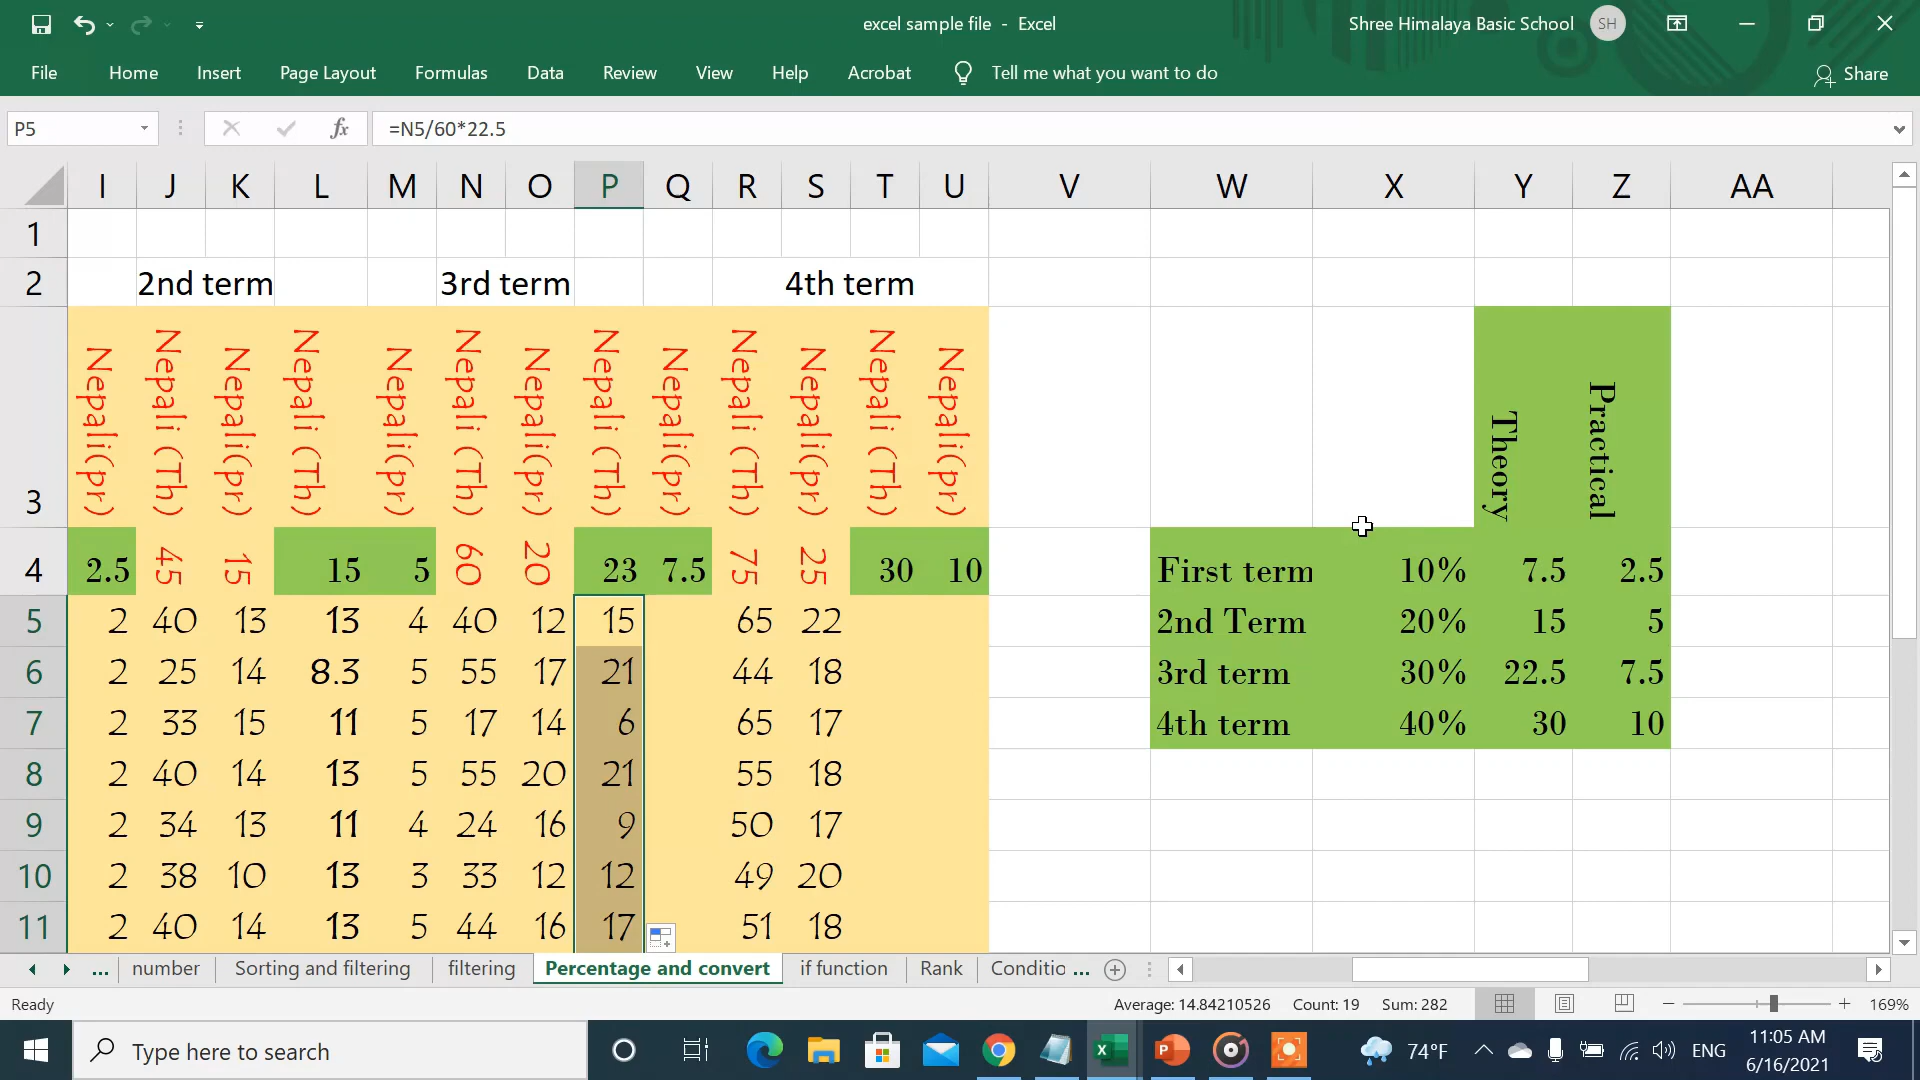 excel sample file - Excel
Shree Himalaya Basic School SH
File Home Insert Page Layout Formulas Data Review View Help Acrobat Tell me what you want to do Share
P5 fx =N5/60*22.5
I J K L M N O P Q R S T U V W X Y Z AA
1
2 2nd term 3rd term 4th term
3 Nepali(pr) Nepali (Th) Nepali(pr) Nepali (Th) Nepali(pr) Nepali (Th) Nepali(pr) Nepali (Th) Nepali(pr) Nepali (Th) Nepali(pr) Nepali (Th) Nepali(pr) Theory Practical
4 2.5 45 15 15 5 60 20 23 7.5 75 25 30 10 First term 10% 7.5 2.5
5 2 40 13 13 4 40 12 15 65 22 2nd Term 20% 15 5
6 2 25 14 8.3 5 55 17 21 44 18 3rd term 30% 22.5 7.5
7 2 33 15 11 5 17 14 6 65 17 4th term 40% 30 10
8 2 40 14 13 5 55 20 21 55 18
9 2 34 13 11 4 24 16 9 50 17
10 2 38 10 13 3 33 12 12 49 20
11 2 40 14 13 5 44 16 17 51 18
... number Sorting and filtering filtering Percentage and convert if function Rank Conditio ...
Ready Average: 14.84210526 Count: 19 Sum: 282 169%
Type here to search 74°F ENG 11:05 AM
6/16/2021